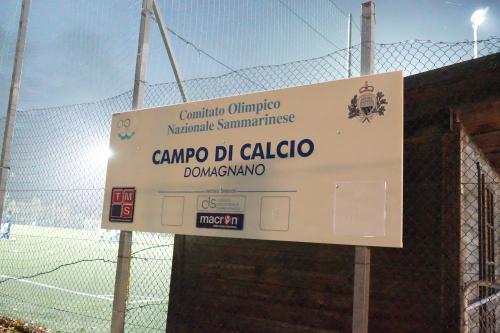 Comitato Olimpico
Nazionale Sammarinese
CAMPO DI CALCIO
DOMAGNANO
TMS
macron